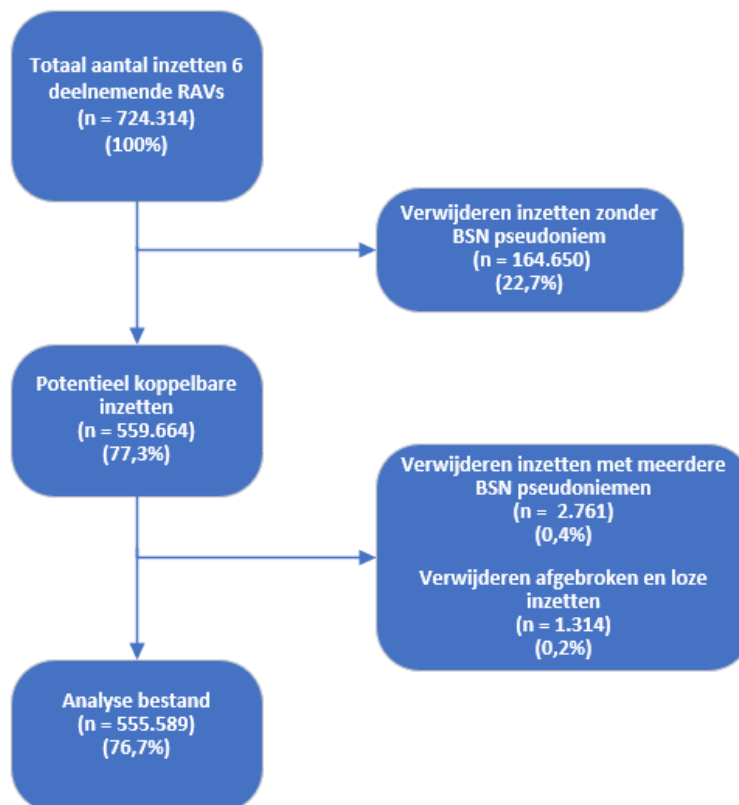 Totaal aantal inzetten 6
deelnemende RAVs
(n = 724.314)
(100%)
Verwijderen inzetten zonder
BSN pseudoniem
(n = 164.650)
(22,7%)
Potentieel koppelbare
inzetten
(n = 559.664)
(77,3%)
Verwijderen inzetten met meerdere
BSN pseudoniemen
(n =  2.761)
(0,4%)
Verwijderen afgebroken en loze
inzetten
(n = 1.314)
(0,2%)
Analyse bestand
(n = 555.589)
(76,7%)